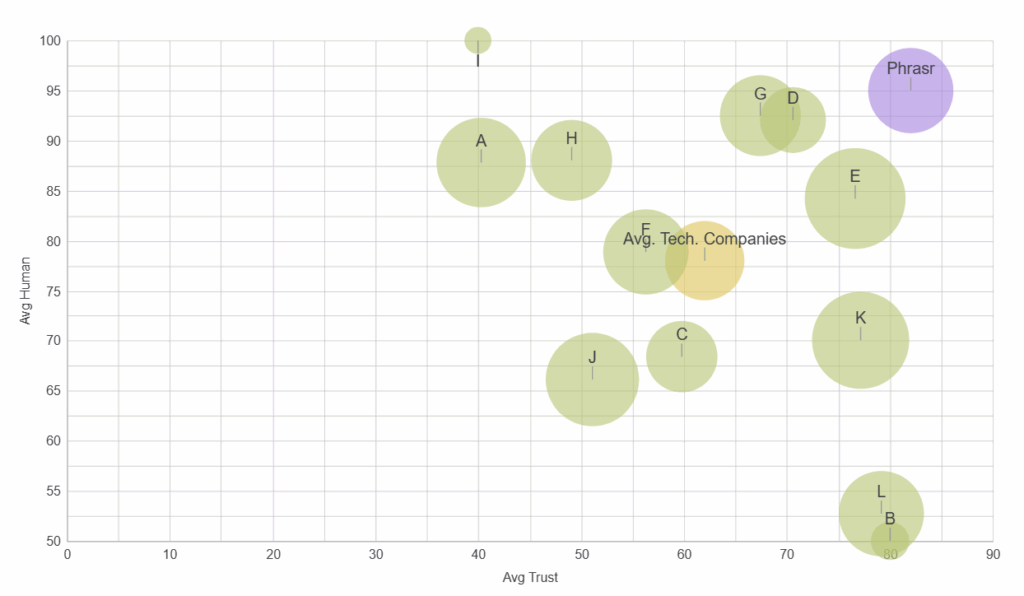 100
I
Phrasr
95
G
D
90
A
H
85
E
80
F
Avg. Tech. Companies
75
K
70
C
J
65
60
55
L
B
50
0 10 20 30 40 50 60 70 80 90
Avg Human
Avg Trust